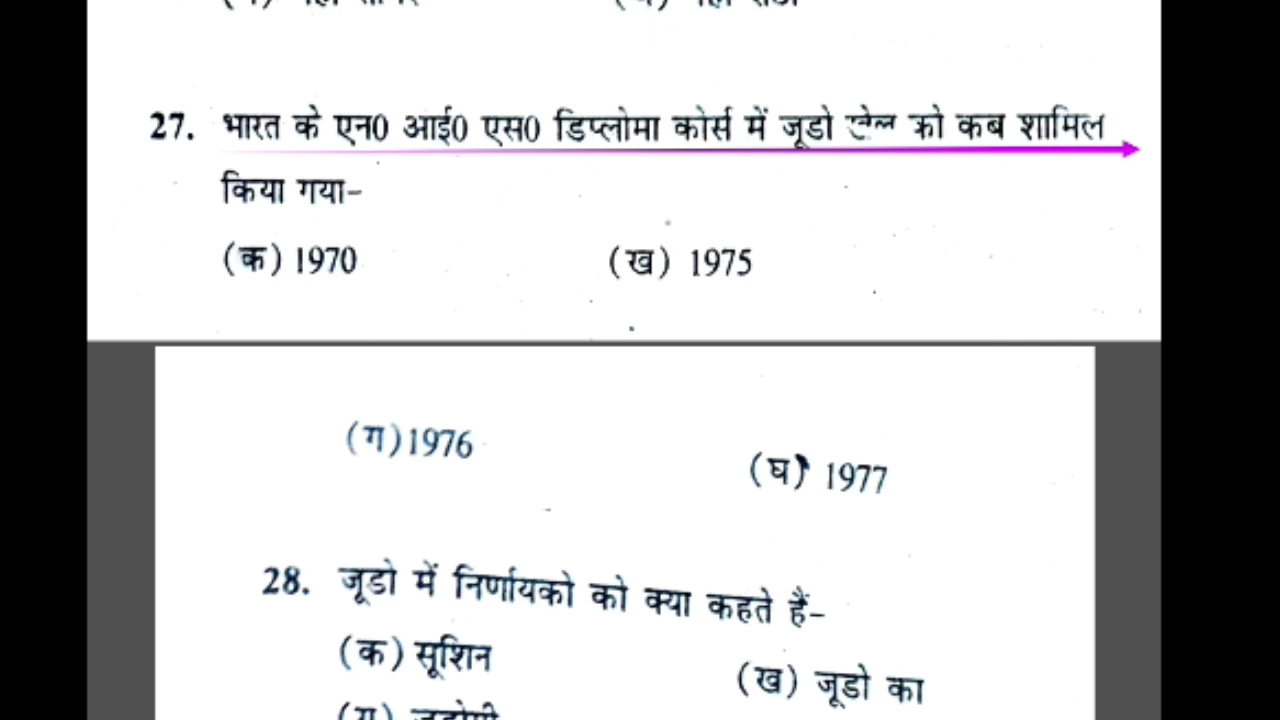 27. भारत के एन0 आई0 एस0 डिप्लोमा कोर्स में जूडो खेल को कब शामिल
किया गया-
(क) 1970 (ख) 1975
(ग) 1976
(घ) 1977
28. जूडो में निर्णायको को क्या कहते हैं-
(क) सूशिन
(ख) जूडो का